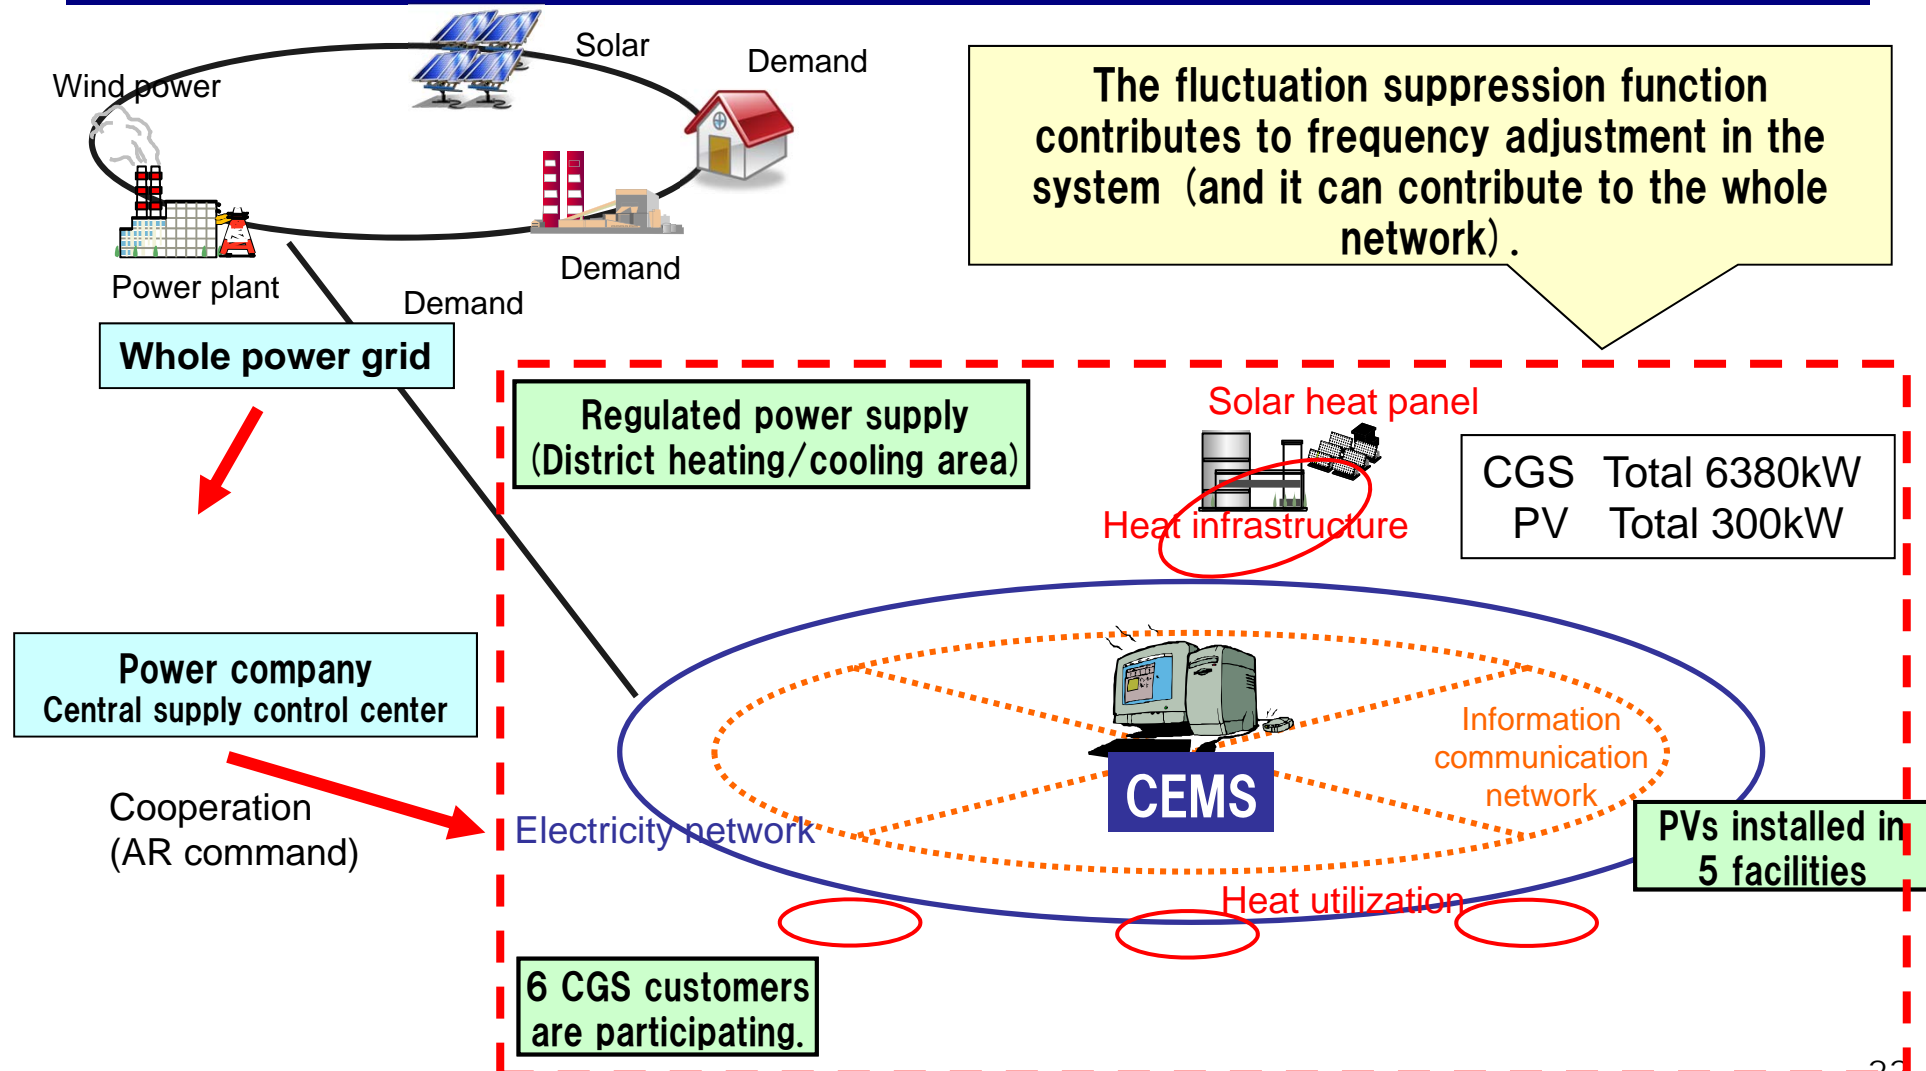 Solar
Demand
Wind power
The fluctuation suppression function
contributes to frequency adjustment in the
system (and it can contribute to the whole
network).
Demand
Power plant
Demand
Whole power grid
Regulated power supply
(District heating/cooling area)
Solar heat panel
CGS Total 6380kW
PV Total 300kW
Heat infrastructure
Power company
Central supply control center
Information
communication
network
CEMS
Cooperation
(AR command)
Electricity network
PVs installed in
5 facilities
Heat utilization
6 CGS customers
are participating.